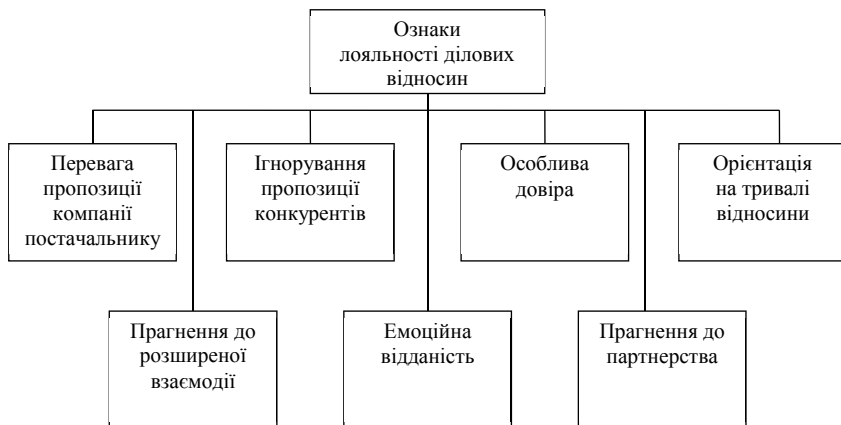 Ознаки
лояльності ділових
відносин
Перевага
пропозиції
компанії
постачальнику
Ігнорування
пропозиції
конкурентів
Особлива
довіра
Орієнтація
на тривалі
відносини
Прагнення до
розширеної
взаємодії
Емоційна
відданість
Прагнення до
партнерства